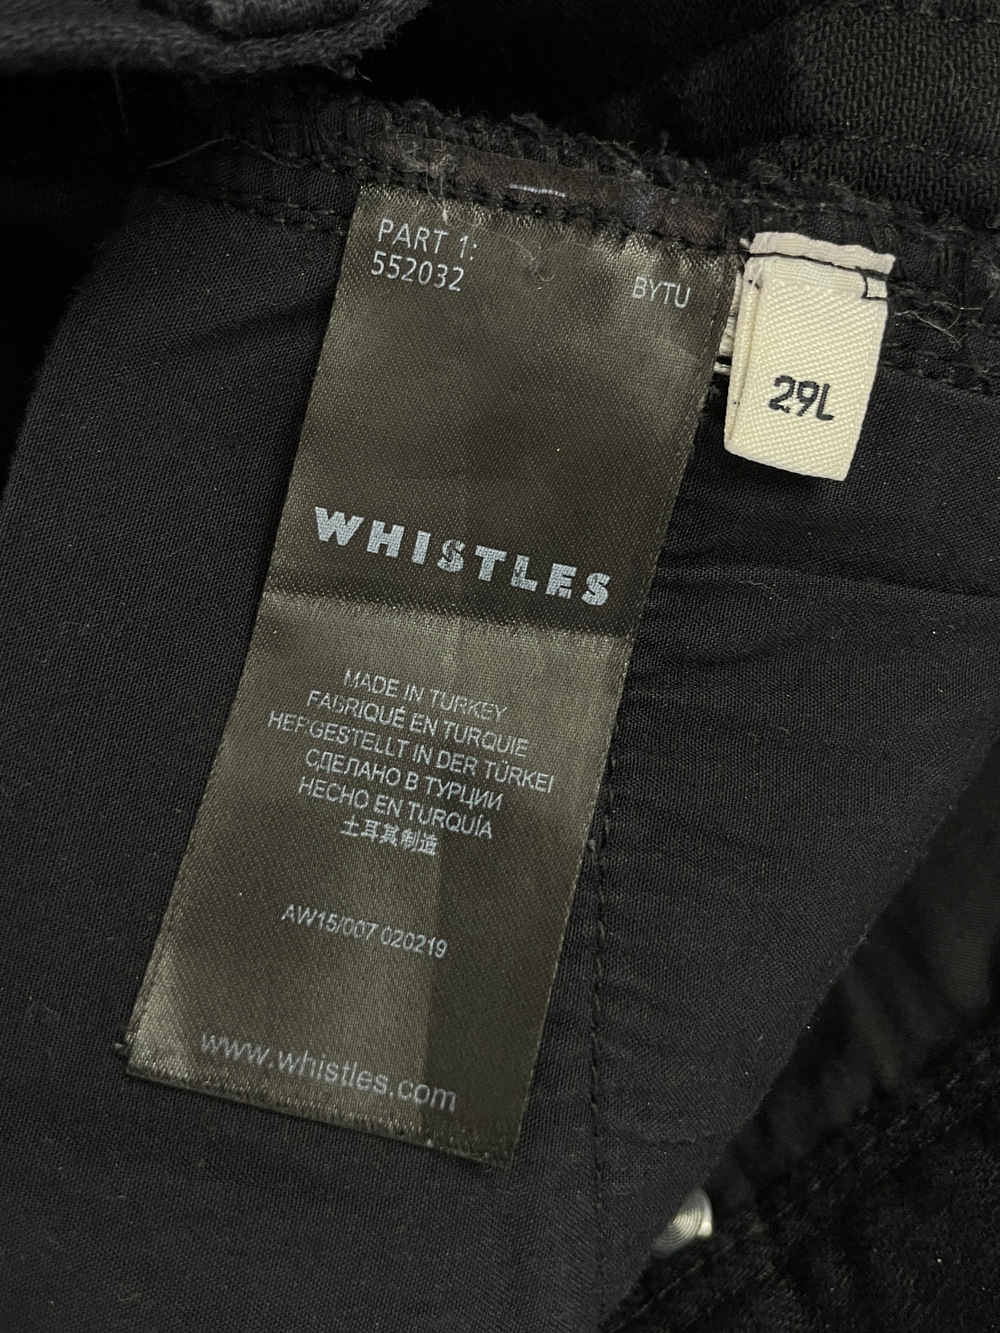 PART 1:
552032
BYTU
29L
WHISTLES
MADE IN TURKEY
FABRIQUÉ EN TURQUIE
HERGESTELLT IN DER TÜRKEI
СДЕЛАНО В ТУРЦИИ
HECHO EN TURQUÍA
土耳其制造
AW15/007 020219
www.whistles.com